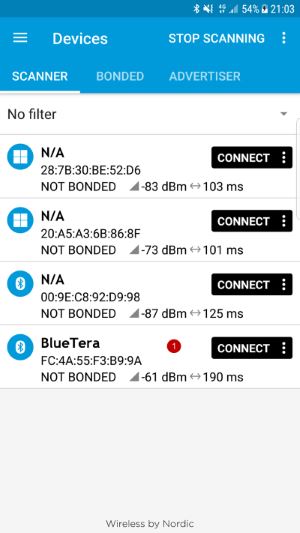 54% 21:03
Devices STOP SCANNING
SCANNER BONDED ADVERTISER
No filter
N/A
28:7B:30:BE:52:D6
NOT BONDED -83 dBm ↔103 ms
CONNECT
N/A
20:A5:A3:6B:86:8F
NOT BONDED -73 dBm ↔101 ms
CONNECT
N/A
00:9E:C8:92:D9:98
NOT BONDED -87 dBm ↔125 ms
CONNECT
BlueTera
FC:4A:55:F3:B9:9A
NOT BONDED -61 dBm ↔190 ms
1
CONNECT
Wireless by Nordic